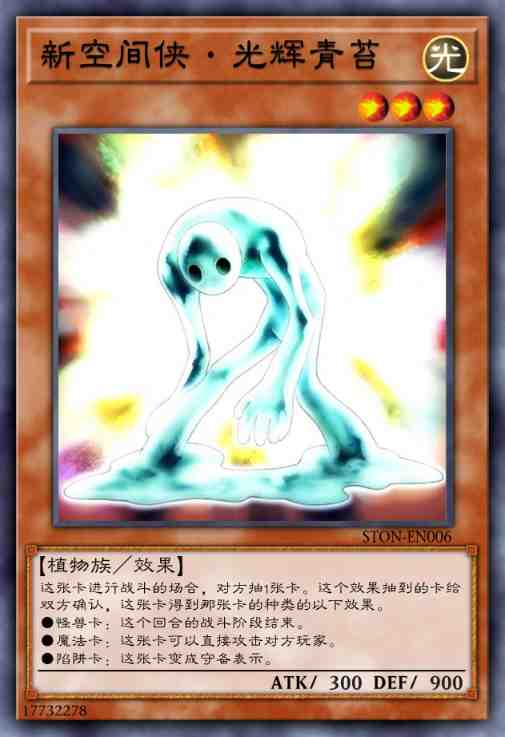 新空间侠·光辉青苔
光
STON-EN006
【植物族／效果】
这张卡进行战斗的场合，对方抽1张卡。这个效果抽到的卡给
双方确认，这张卡得到那张卡的种类的以下效果。
●怪兽卡：这个回合的战斗阶段结束。
●魔法卡：这张卡可以直接攻击对方玩家。
●陷阱卡：这张卡变成守备表示。
ATK/ 300 DEF/ 900
17732278